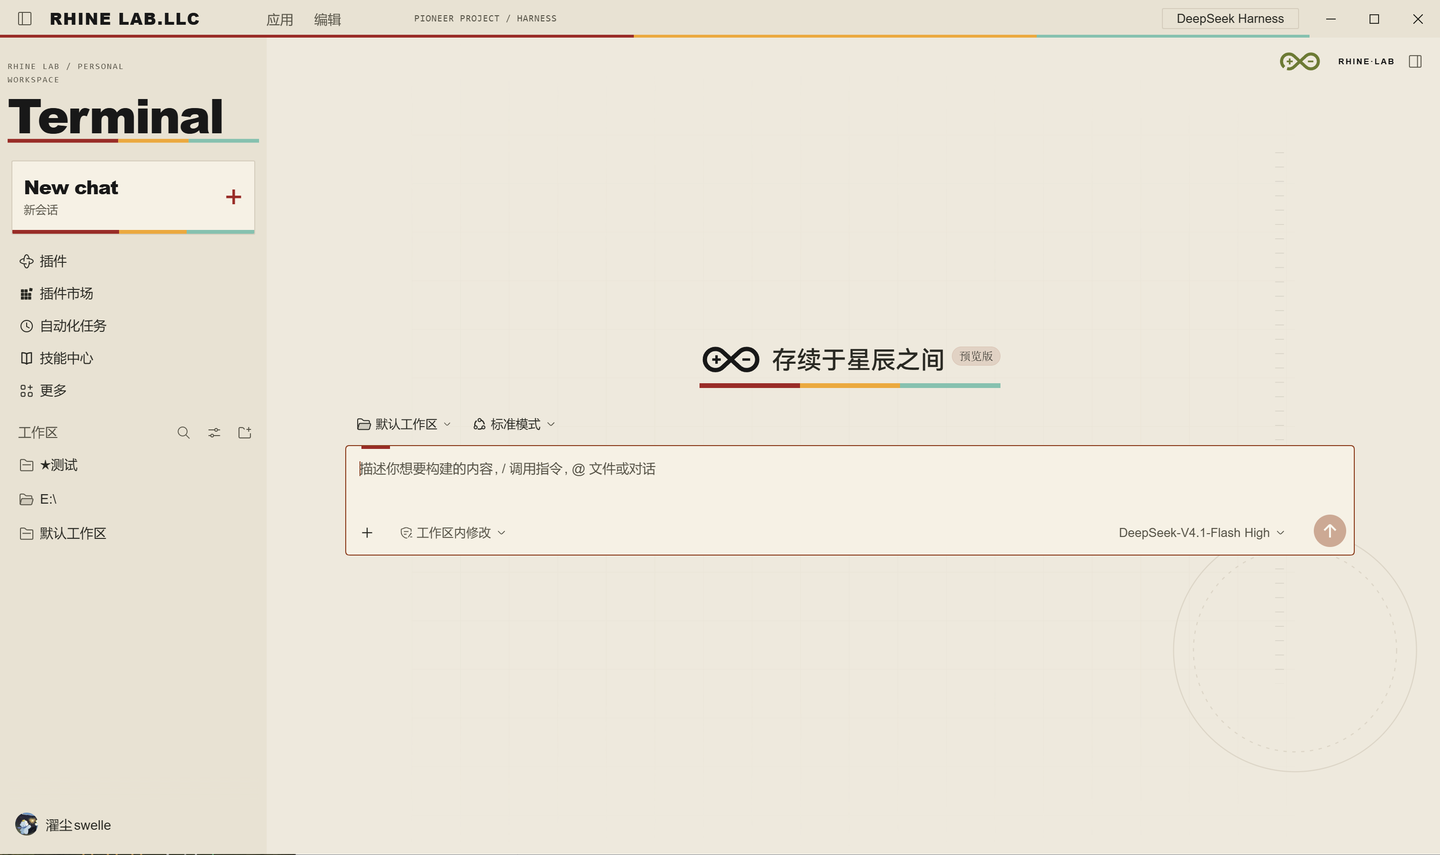 RHINE LAB.LLC
应用 编辑
PIONEER PROJECT / HARNESS
DeepSeek Harness
RHINE LAB / PERSONAL
WORKSPACE
Terminal
RHINE·LAB
New chat
新会话
插件
插件市场
自动化任务
技能中心
更多
工作区
★测试
E:\
默认工作区
存续于星辰之间 预览版
默认工作区 标准模式
描述你想要构建的内容, / 调用指令, @ 文件或对话
工作区内修改
DeepSeek-V4.1-Flash High
濯尘swelle